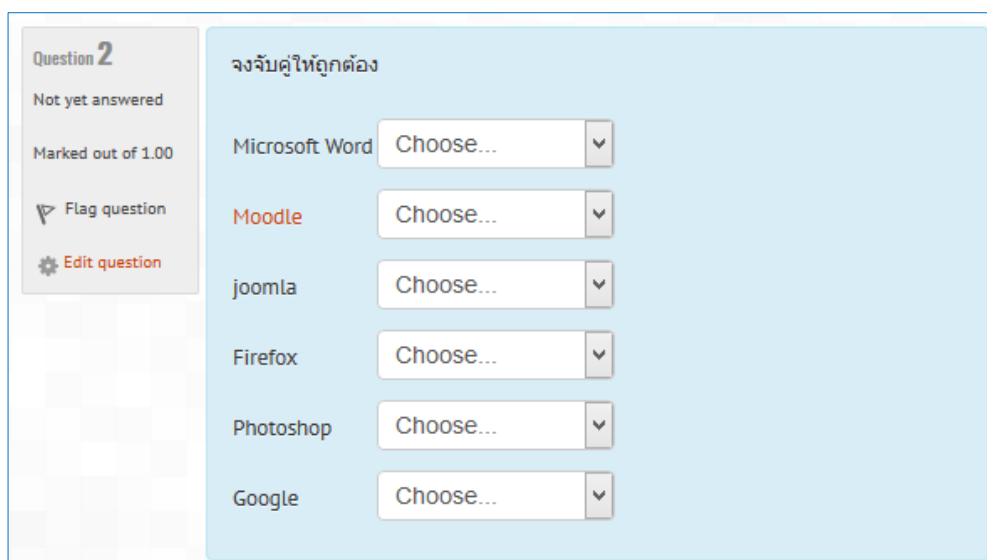 Question 2
Not yet answered
Marked out of 1.00
Flag question
Edit question
จงจับคู่ให้ถูกต้อง
Microsoft Word Choose...
Moodle Choose...
joomla Choose...
Firefox Choose...
Photoshop Choose...
Google Choose...